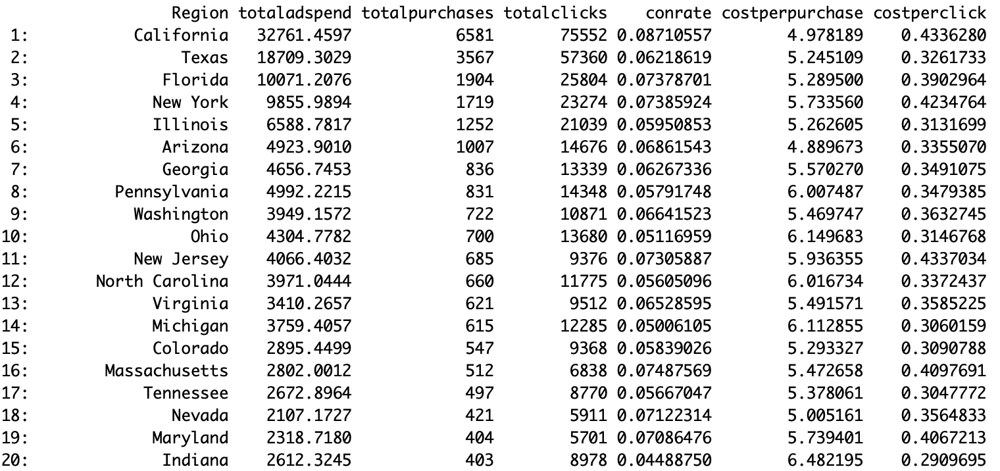 Region totaladspend totalpurchases totalclicks conrate costperpurchase costperclick
1: California 32761.4597 6581 75552 0.08710557 4.978189 0.4336280
2: Texas 18709.3029 3567 57360 0.06218619 5.245109 0.3261733
3: Florida 10071.2076 1904 25804 0.07378701 5.289500 0.3902964
4: New York 9855.9894 1719 23274 0.07385924 5.733560 0.4234764
5: Illinois 6588.7817 1252 21039 0.05950853 5.262605 0.3131699
6: Arizona 4923.9010 1007 14676 0.06861543 4.889673 0.3355070
7: Georgia 4656.7453 836 13339 0.06267336 5.570270 0.3491075
8: Pennsylvania 4992.2215 831 14348 0.05791748 6.007487 0.3479385
9: Washington 3949.1572 722 10871 0.06641523 5.469747 0.3632745
10: Ohio 4304.7782 700 13680 0.05116959 6.149683 0.3146768
11: New Jersey 4066.4032 685 9376 0.07305887 5.936355 0.4337034
12: North Carolina 3971.0444 660 11775 0.05605096 6.016734 0.3372437
13: Virginia 3410.2657 621 9512 0.06528595 5.491571 0.3585225
14: Michigan 3759.4057 615 12285 0.05006105 6.112855 0.3060159
15: Colorado 2895.4499 547 9368 0.05839026 5.293327 0.3090788
16: Massachusetts 2802.0012 512 6838 0.07487569 5.472658 0.4097691
17: Tennessee 2672.8964 497 8770 0.05667047 5.378061 0.3047772
18: Nevada 2107.1727 421 5911 0.07122314 5.005161 0.3564833
19: Maryland 2318.7180 404 5701 0.07086476 5.739401 0.4067213
20: Indiana 2612.3245 403 8978 0.04488750 6.482195 0.2909695